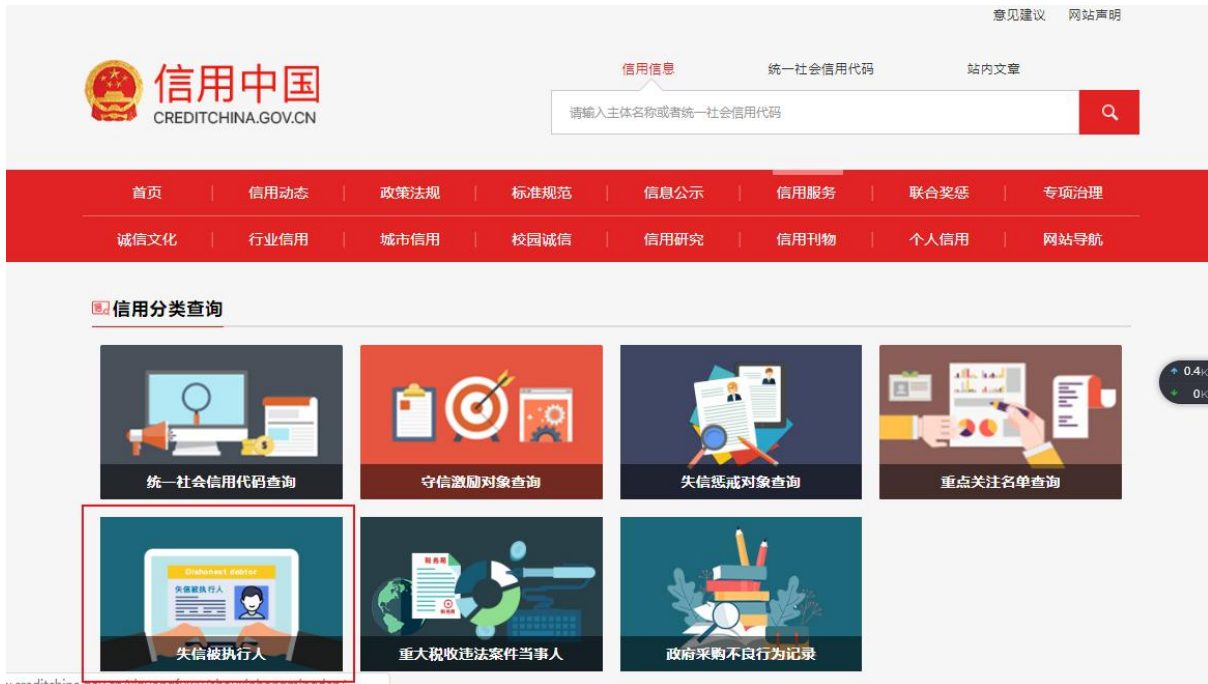 意见建议 网站声明
信用中国
CREDITCHINA.GOV.CN
信用信息 统一社会信用代码 站内文章
请输入主体名称或者统一社会信用代码
首页 信用动态 政策法规 标准规范 信息公示 信用服务 联合奖惩 专项治理
诚信文化 行业信用 城市信用 校园诚信 信用研究 信用刊物 个人信用 网站导航
信用分类查询
统一社会信用代码查询 守信激励对象查询 失信惩戒对象查询 重点关注名单查询
0.4K
0K
Dishonest debtor
失信被执行人
税务局
失信被执行人 重大税收违法案件当事人 政府采购不良行为记录